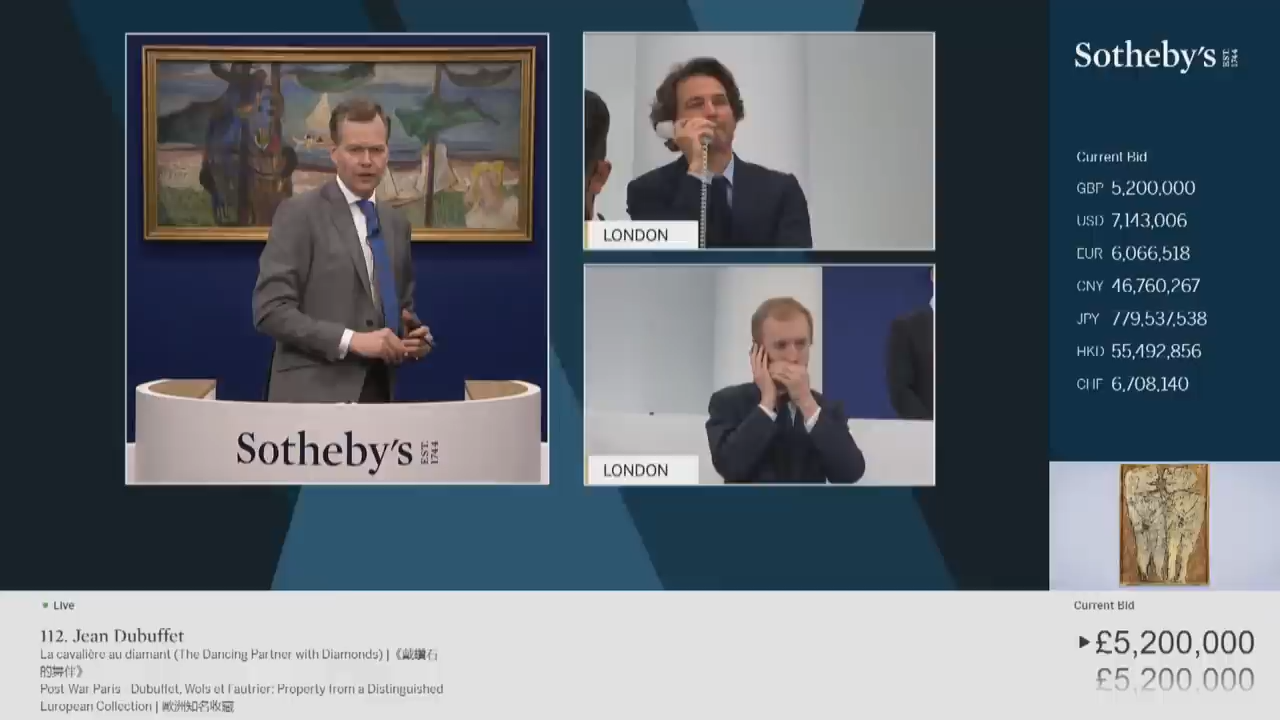 Sotheby's EST. 1744
LONDON
Sotheby's EST. 1744
LONDON
Current Bid
GBP 5,200,000
USD 7,143,006
EUR 6,066,518
CNY 46,760,267
JPY 779,537,538
HKD 55,492,856
CHF 6,708,140
Live
112. Jean Dubuffet
La cavalière au diamant (The Dancing Partner with Diamonds) | 《戴鑽石
的舞伴》
Post War Paris - Dubuffet, Wols et Fautrier: Property from a Distinguished
European Collection | 歐洲知名收藏
Current Bid
£5,200,000
£5,200,000